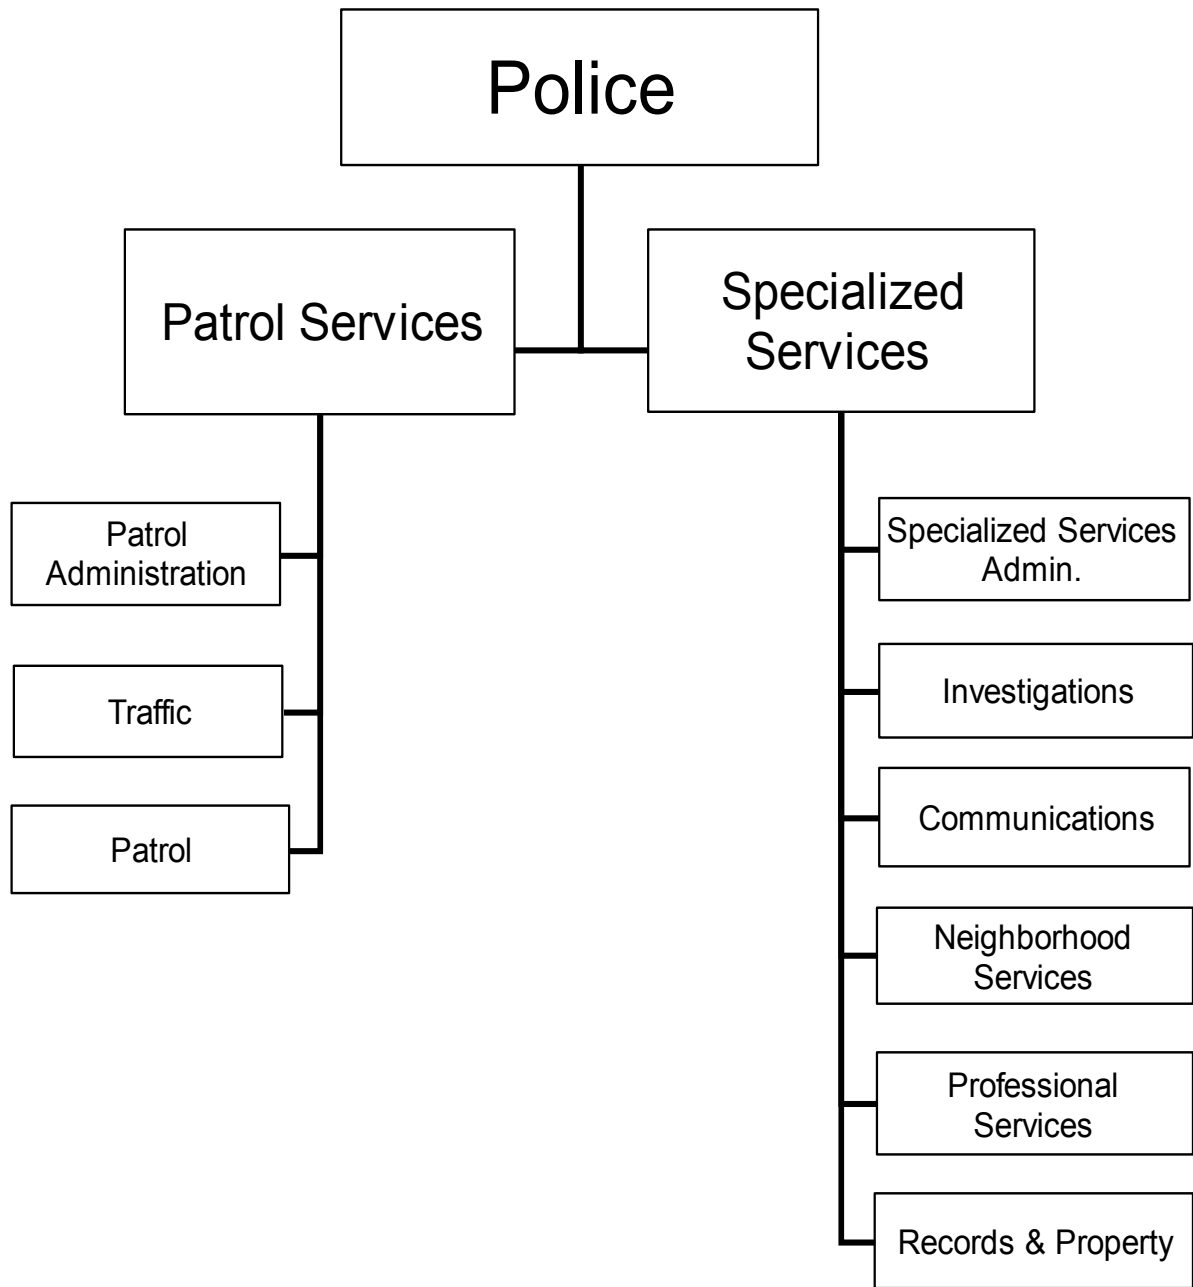 Police
Patrol Services
Specialized
Services
Patrol
Administration
Traffic
Patrol
Specialized Services
Admin.
Investigations
Communications
Neighborhood
Services
Professional
Services
Records & Property